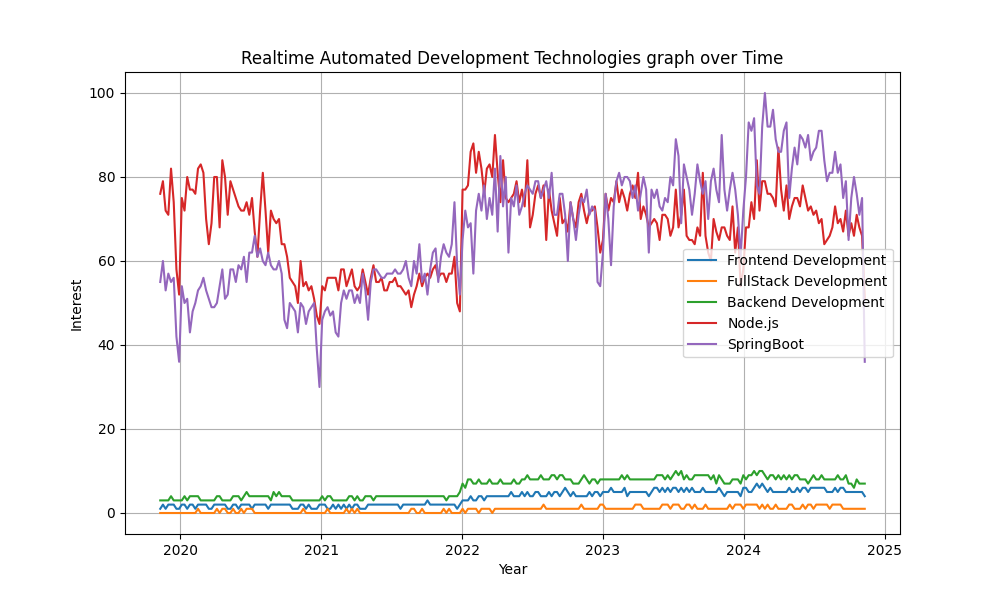 Realtime Automated Development Technologies graph over Time
100
80
60
40
20
0
Interest
Frontend Development
FullStack Development
Backend Development
Node.js
SpringBoot
2020 2021 2022 2023 2024 2025
Year